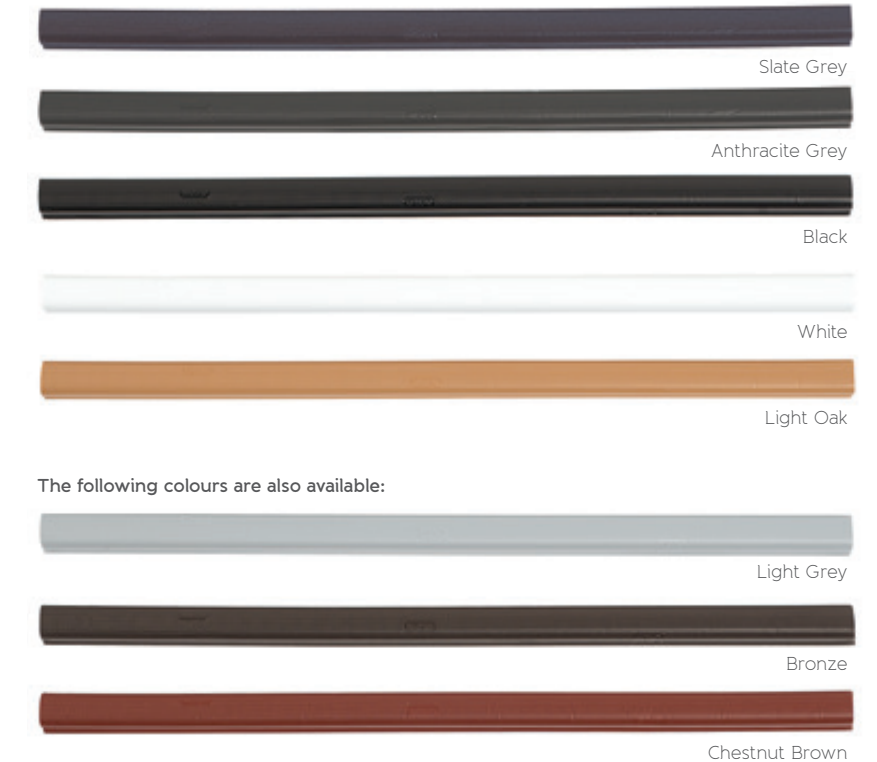 Slate Grey
Anthracite Grey
Black
White
Light Oak
The following colours are also available:
Light Grey
Bronze
Chestnut Brown